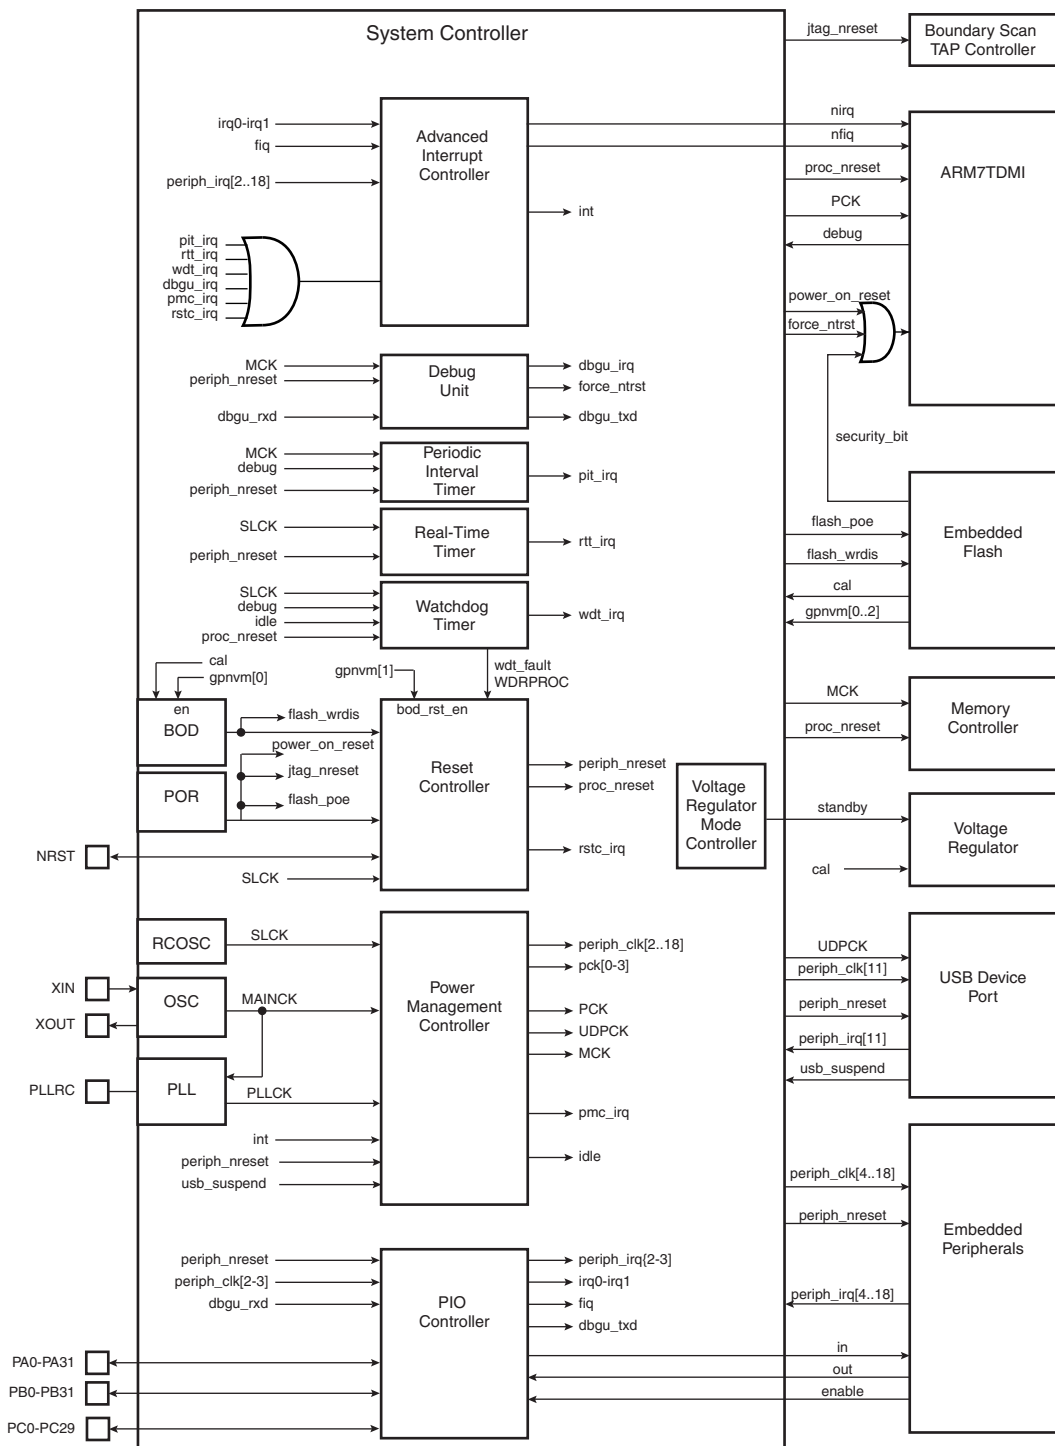 System Controller
jtag_nreset
Boundary Scan
TAP Controller
irq0-irq1
fiq
periph_irq[2..18]
Advanced
Interrupt
Controller
int
nirq
nfiq
proc_nreset
PCK
debug
ARM7TDMI
pit_irq
rtt_irq
wdt_irq
dbgu_irq
pmc_irq
rstc_irq
power_on_reset
force_ntrst
security_bit
MCK
periph_nreset
dbgu_rxd
Debug
Unit
dbgu_irq
force_ntrst
dbgu_txd
MCK
debug
periph_nreset
Periodic
Interval
Timer
pit_irq
SLCK
periph_nreset
Real-Time
Timer
rtt_irq
flash_poe
flash_wrdis
cal
gpnvm[0..2]
Embedded
Flash
SLCK
debug
idle
proc_nreset
Watchdog
Timer
wdt_irq
cal
gpnvm[0]
gpnvm[1]
wdt_fault
WDRPROC
en
BOD
bod_rst_en
flash_wrdis
power_on_reset
jtag_nreset
flash_poe
POR
Reset
Controller
periph_nreset
proc_nreset
rstc_irq
NRST
SLCK
MCK
proc_nreset
Memory
Controller
Voltage
Regulator
Mode
Controller
standby
cal
Voltage
Regulator
RCOSC
SLCK
XIN
XOUT
OSC
MAINCK
PLLRC
PLL
PLLCK
int
periph_nreset
usb_suspend
Power
Management
Controller
periph_clk[2..18]
pck[0-3]
PCK
UDPCK
MCK
pmc_irq
idle
UDPCK
periph_clk[11]
periph_nreset
periph_irq[11]
usb_suspend
USB Device
Port
periph_clk[4..18]
periph_nreset
periph_irq[4..18]
in
out
enable
Embedded
Peripherals
periph_nreset
periph_clk[2-3]
dbgu_rxd
PIO
Controller
periph_irq{2-3]
irq0-irq1
fiq
dbgu_txd
PA0-PA31
PB0-PB31
PC0-PC29